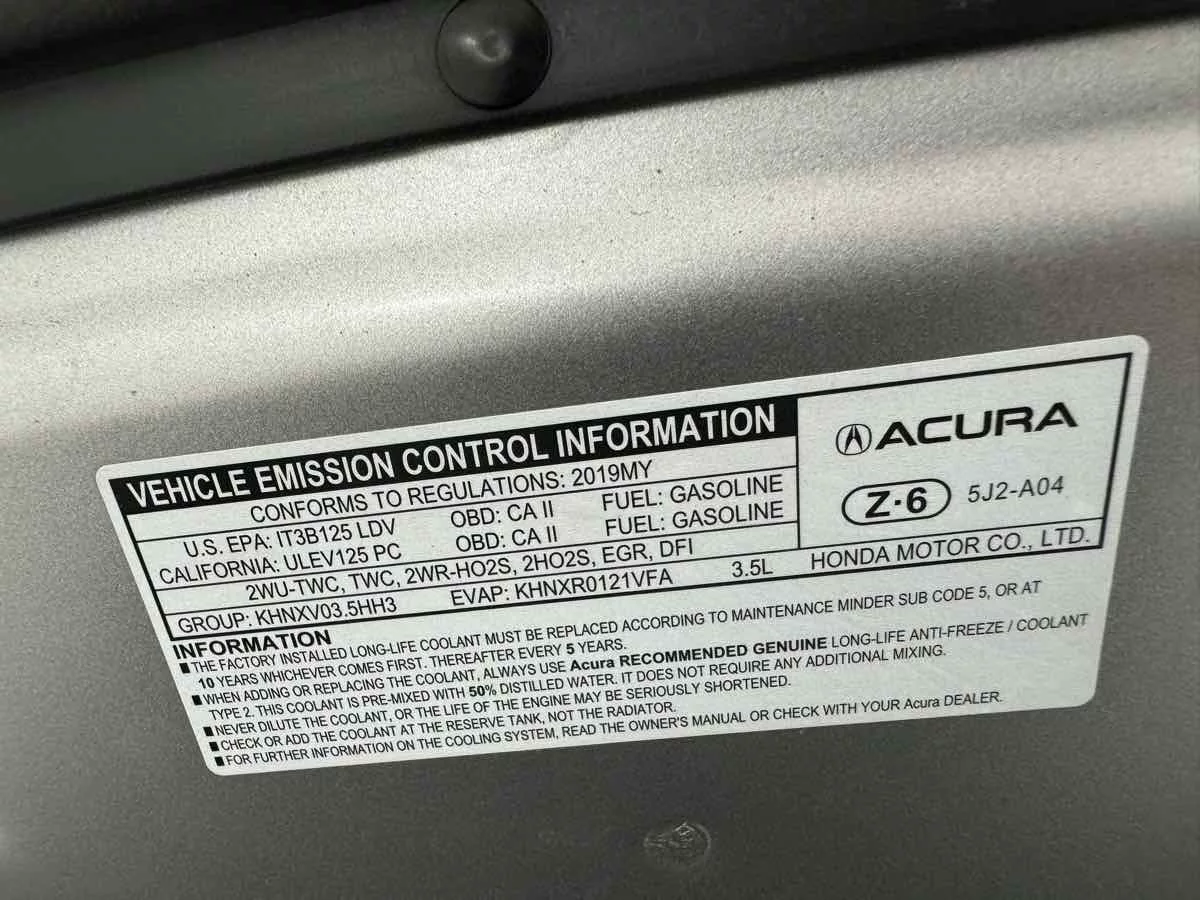 VEHICLE EMISSION CONTROL INFORMATION
CONFORMS TO REGULATIONS: 2019MY
U.S. EPA: IT3B125 LDV OBD: CA II FUEL: GASOLINE
CALIFORNIA: ULEV125 PC OBD: CA II FUEL: GASOLINE
2WU-TWC, TWC, 2WR-HO2S, 2HO2S, EGR, DFI
GROUP: KHNXV03.5HH3 EVAP: KHNXR0121VFA 3.5L HONDA MOTOR CO., LTD.
ACURA
Z·6 5J2-A04
INFORMATION
■ THE FACTORY INSTALLED LONG-LIFE COOLANT MUST BE REPLACED ACCORDING TO MAINTENANCE MINDER SUB CODE 5, OR AT
10 YEARS WHICHEVER COMES FIRST. THEREAFTER EVERY 5 YEARS.
■ WHEN ADDING OR REPLACING THE COOLANT, ALWAYS USE Acura RECOMMENDED GENUINE LONG-LIFE ANTI-FREEZE / COOLANT
TYPE 2. THIS COOLANT IS PRE-MIXED WITH 50% DISTILLED WATER. IT DOES NOT REQUIRE ANY ADDITIONAL MIXING.
■ NEVER DILUTE THE COOLANT, OR THE LIFE OF THE ENGINE MAY BE SERIOUSLY SHORTENED.
■ CHECK OR ADD THE COOLANT AT THE RESERVE TANK, NOT THE RADIATOR.
■ FOR FURTHER INFORMATION ON THE COOLING SYSTEM, READ THE OWNER'S MANUAL OR CHECK WITH YOUR Acura DEALER.